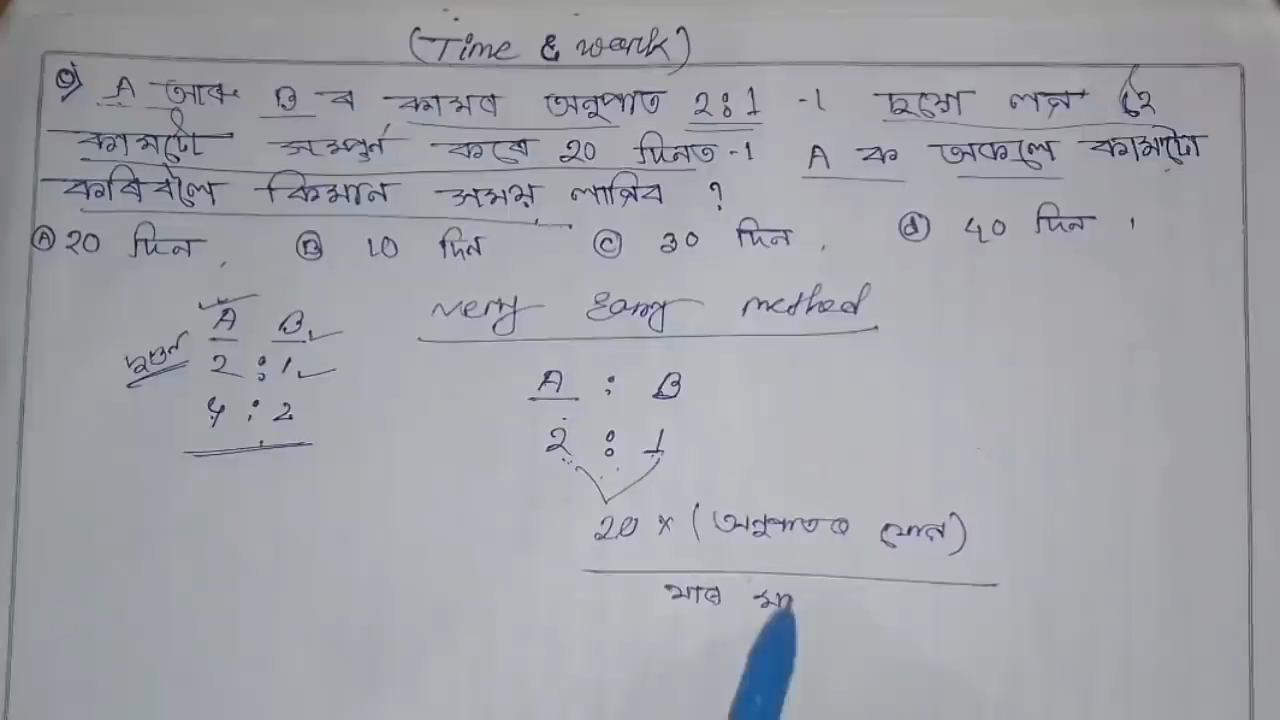 (Time & work)
Q) A আৰু B ৰ কামৰ অনুপাত 2:1 । দুয়ো লগ হৈ
কামটো সম্পুৰ্ন কৰে 20 দিনত । A ক অকলে কামটো
কৰিবলৈ কিমান সময় লাগিব ?
Ⓐ 20 দিন , Ⓑ 10 দিন Ⓒ 30 দিন , ⓓ 40 দিন ,
A B
দুগুন 2 : 1
4 : 2
Very Easy method
A : B
2 : 1
20 × (অনুপাতৰ যোগ)
যাৰ